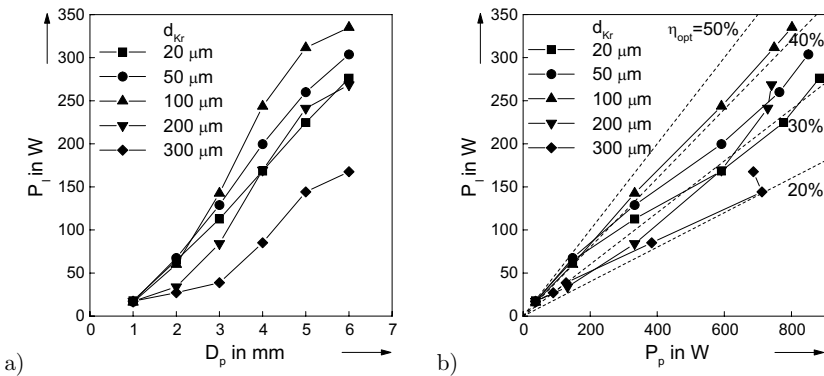 350
300
250
200
150
100
50
0
P_l in W
d_Kr
20 µm
50 µm
100 µm
200 µm
300 µm
0 1 2 3 4 5 6 7
D_p in mm
a)
350
300
250
200
150
100
50
0
P_l in W
d_Kr
20 µm
50 µm
100 µm
200 µm
300 µm
η_opt=50%
40%
30%
20%
0 200 400 600 800
P_p in W
b)